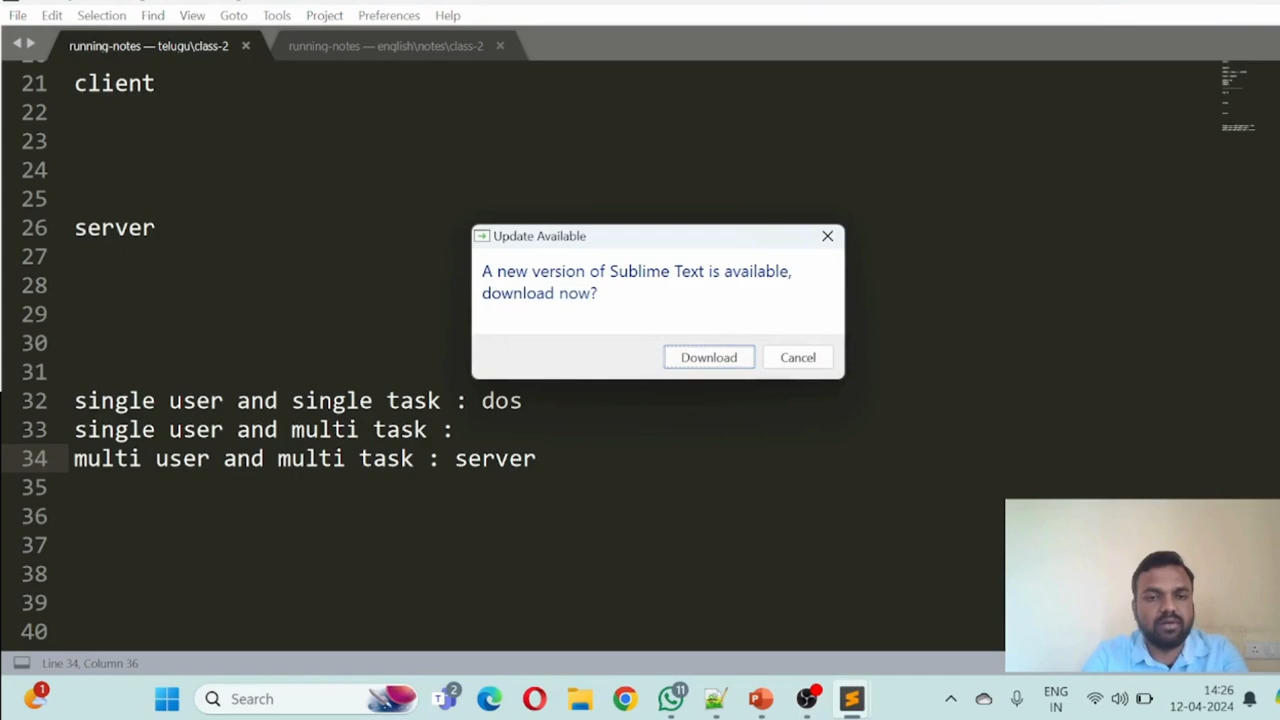 File Edit Selection Find View Goto Tools Project Preferences Help
running-notes — telugu\class-2 × running-notes — english\notes\class-2 ×
21 client
22
23
24
25
26 server
27
28
29
30
31
32 single user and single task : dos
33 single user and multi task :
34 multi user and multi task : server
35
36
37
38
39
40
Update Available
A new version of Sublime Text is available,
download now?
Download Cancel
Line 34, Column 36
1 Search 2 11 ENG 14:26
IN 12-04-2024